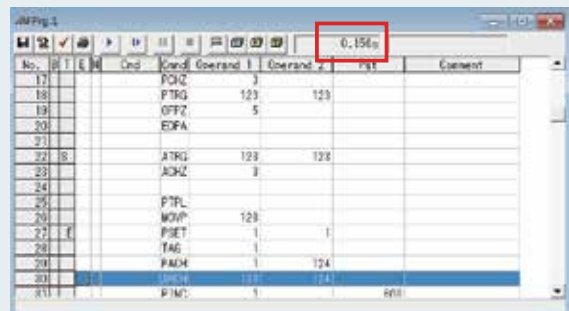 0.156s
No. B T E N Cnd Cmnd Operand 1 Operand 2 Pst Comment
17 PCHZ 3
18 PTRG 123 123
19 OFPZ 5
20 EOPA
21
22 S ATRG 123 123
23 ACHZ 3
24
25 PTPL
26 MOVP 123
27 PSET 1 1
28 TAG 1
29 PACH 1 124
30
31 1 600